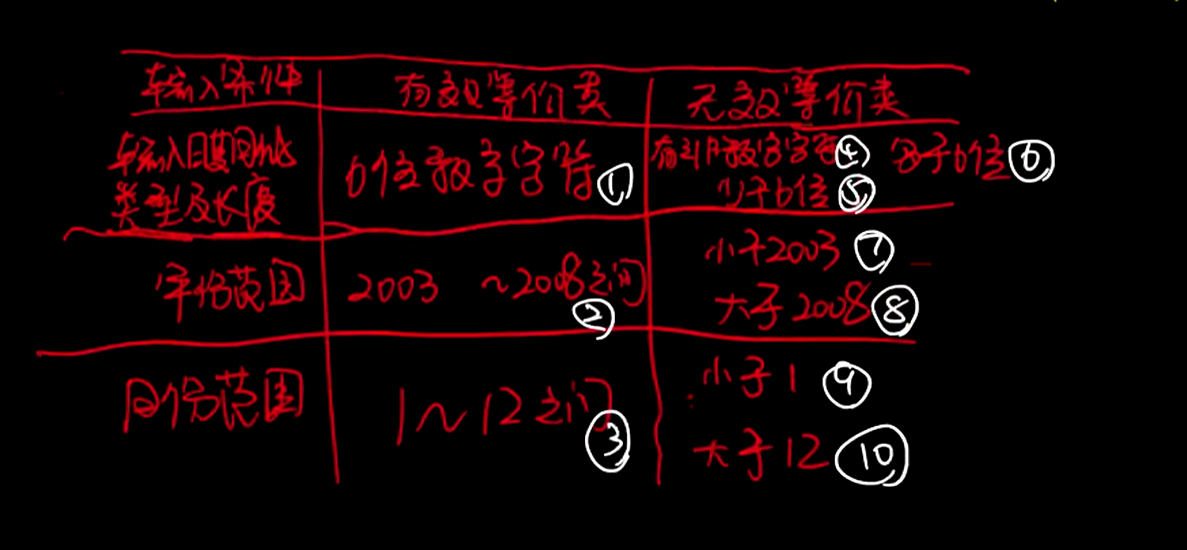 输入条件 有效等价类 无效等价类
输入日期的 有非数字字符④ 多于6位⑥
类型及长度 6位数字字符① 少于6位⑤
年份范围 2003 ~2008之间② 小于2003⑦
大于2008⑧
月份范围 1~12之间③ 小于1⑨
大于12⑩